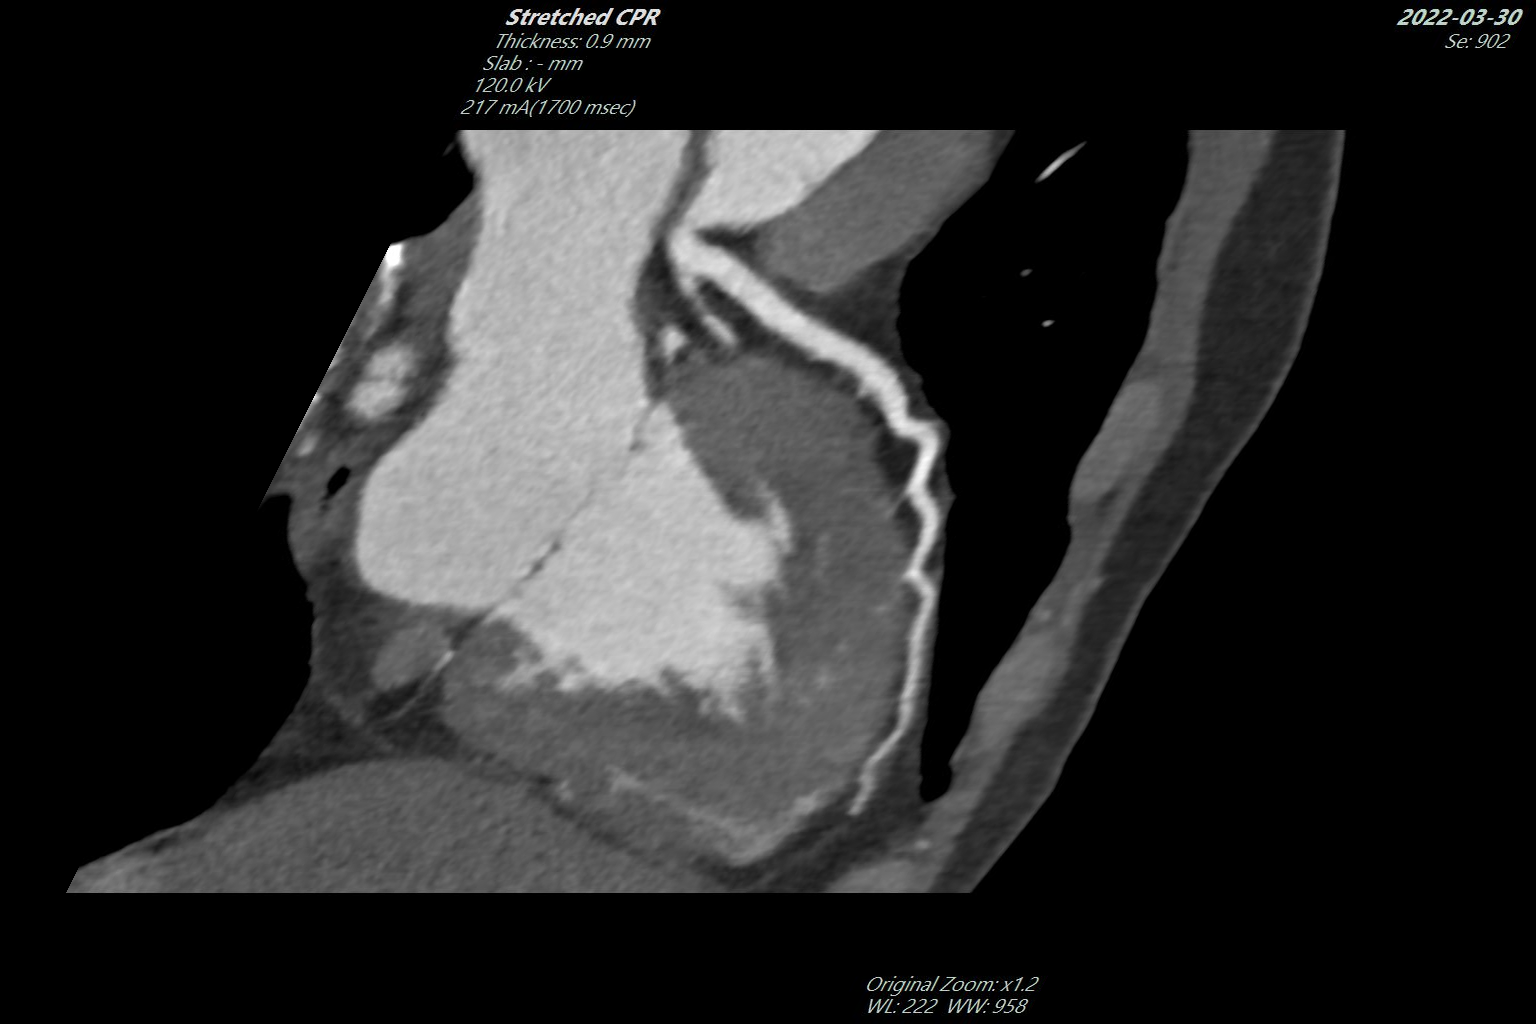 Stretched CPR
Thickness: 0.9 mm
Slab : - mm
120.0 kV
217 mA(1700 msec)
2022-03-30
Se: 902
Original Zoom: x1.2
WL: 222 WW: 958